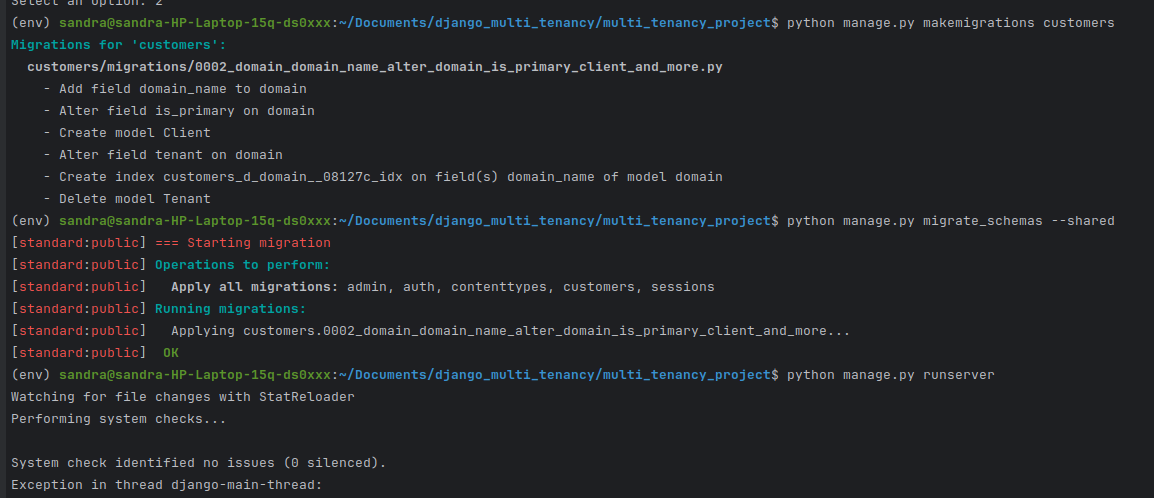 Select an option: 2
(env) sandra@sandra-HP-Laptop-15q-ds0xxx:~/Documents/django_multi_tenancy/multi_tenancy_project$ python manage.py makemigrations customers
Migrations for 'customers':
  customers/migrations/0002_domain_domain_name_alter_domain_is_primary_client_and_more.py
    - Add field domain_name to domain
    - Alter field is_primary on domain
    - Create model Client
    - Alter field tenant on domain
    - Create index customers_d_domain__08127c_idx on field(s) domain_name of model domain
    - Delete model Tenant
(env) sandra@sandra-HP-Laptop-15q-ds0xxx:~/Documents/django_multi_tenancy/multi_tenancy_project$ python manage.py migrate_schemas --shared
[standard:public] === Starting migration
[standard:public] Operations to perform:
[standard:public]   Apply all migrations: admin, auth, contenttypes, customers, sessions
[standard:public] Running migrations:
[standard:public]   Applying customers.0002_domain_domain_name_alter_domain_is_primary_client_and_more...
[standard:public]  OK
(env) sandra@sandra-HP-Laptop-15q-ds0xxx:~/Documents/django_multi_tenancy/multi_tenancy_project$ python manage.py runserver
Watching for file changes with StatReloader
Performing system checks...

System check identified no issues (0 silenced).
Exception in thread django-main-thread: